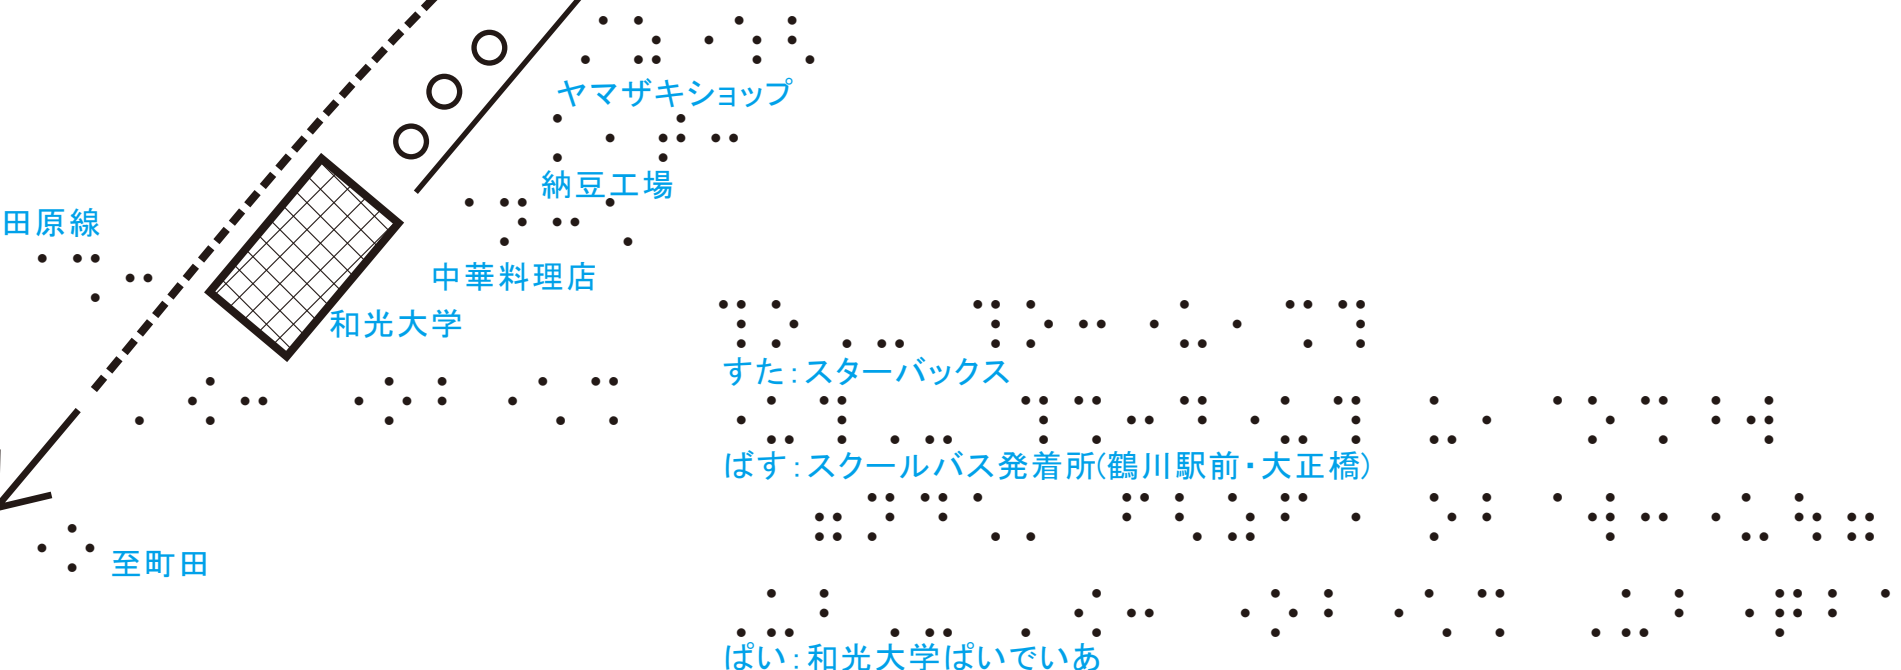 ヤマザキショップ
納豆工場
田原線
中華料理店
和光大学
すた:スターバックス
ばす:スクールバス発着所(鶴川駅前・大正橋)
至町田
ぱい:和光大学ぱいでいあ